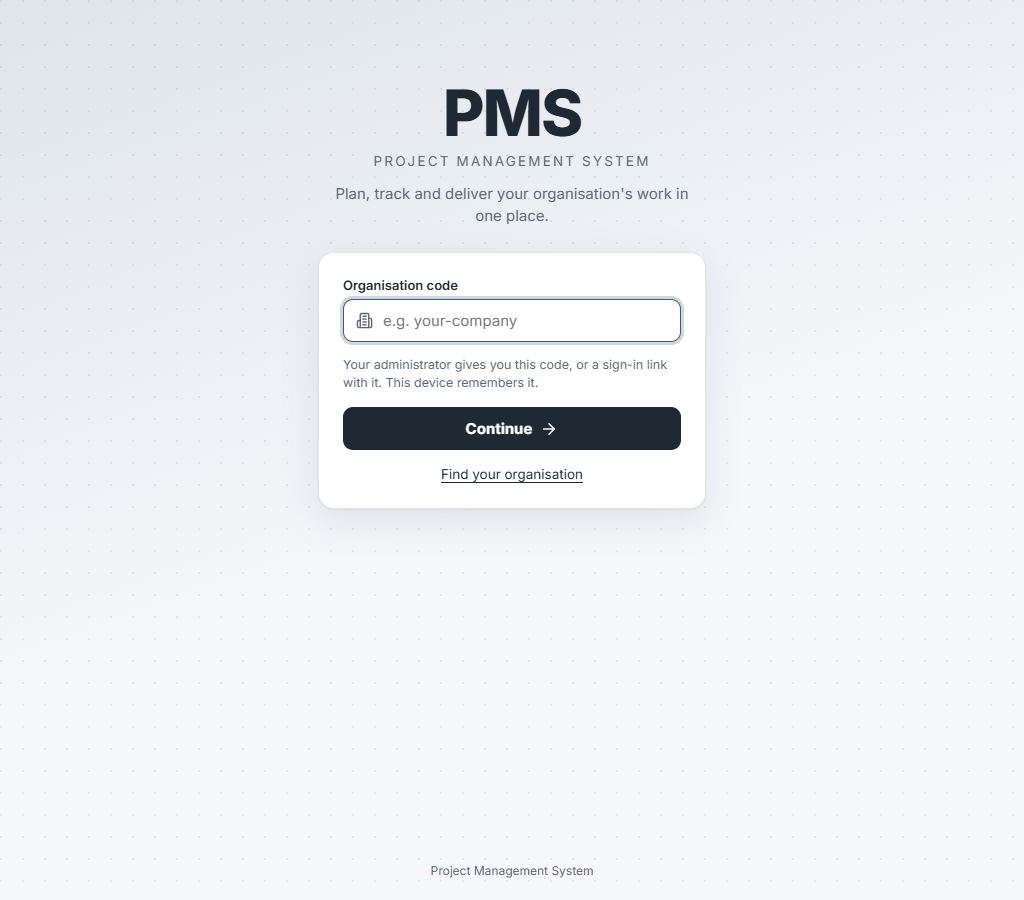 PMS
PROJECT MANAGEMENT SYSTEM
Plan, track and deliver your organisation's work in
one place.
Organisation code
e.g. your-company
Your administrator gives you this code, or a sign-in link
with it. This device remembers it.
Continue
Find your organisation
Project Management System